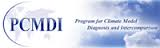 PCMDI
Program for Climate Model
Diagnosis and Intercomparison